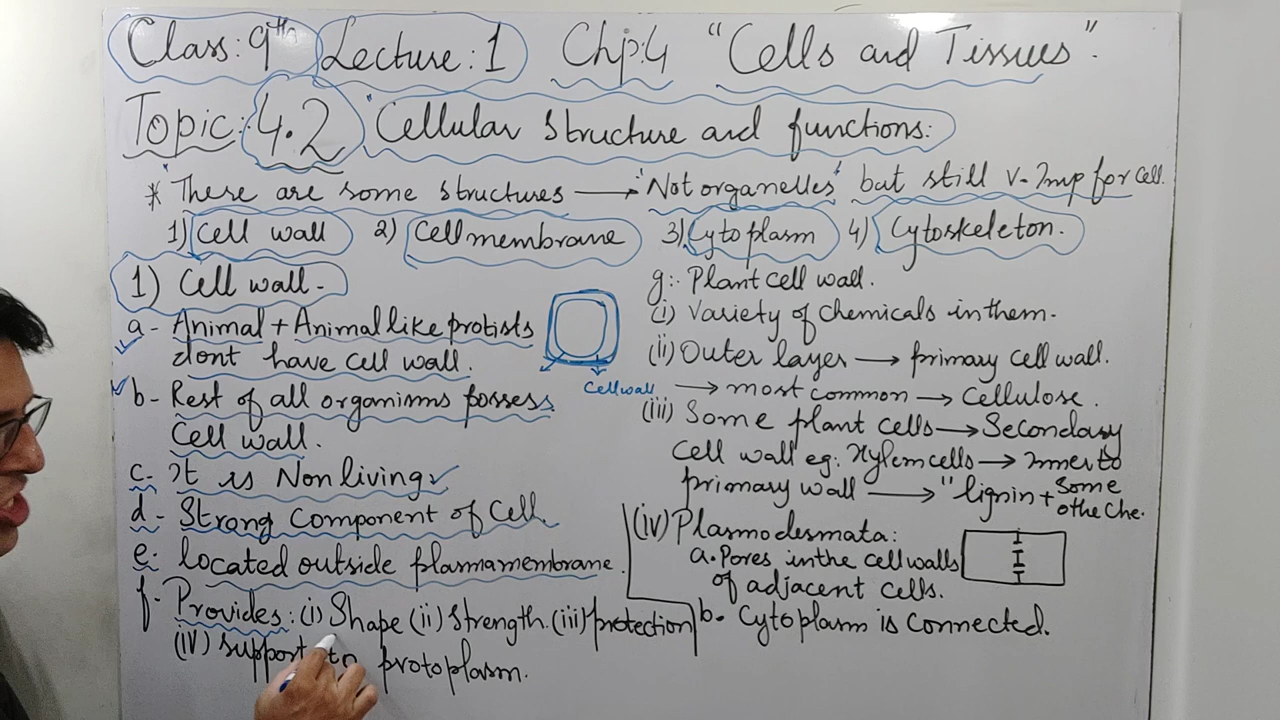 Class: 9th Lecture: 1 Chp:4 "Cells and Tissues".
Topic: 4.2 "Cellular structure and functions:
* "There are some structures → "Not organelles" but still v. Imp for cell.
1) Cell wall 2) Cell membrane 3) Cytoplasm 4) Cytoskeleton.
1) Cell wall -
a - Animal + Animal like protists
dont have cell wall.
b - Rest of all organisms possess
Cell wall.
c - It is Non living
d - Strong Component of Cell.
e: located outside plasmamembrane.
f - Provides: (i) Shape (ii) strength. (iii) protection
(iv) support to protoplasm.
Cell wall
g:- Plant cell wall.
(i) Variety of chemicals in them-
(ii) Outer layer → primary cell wall.
→ most common → Cellulose.
(iii) Some plant cells → Secondary
Cell wall eg: Xylem cells → Inner to
primary wall → "lignin + Some
othe Che.
(iv) Plasmodesmata:
a. Pores in the cell walls
of adjacent cells.
b. Cytoplasm is connected.